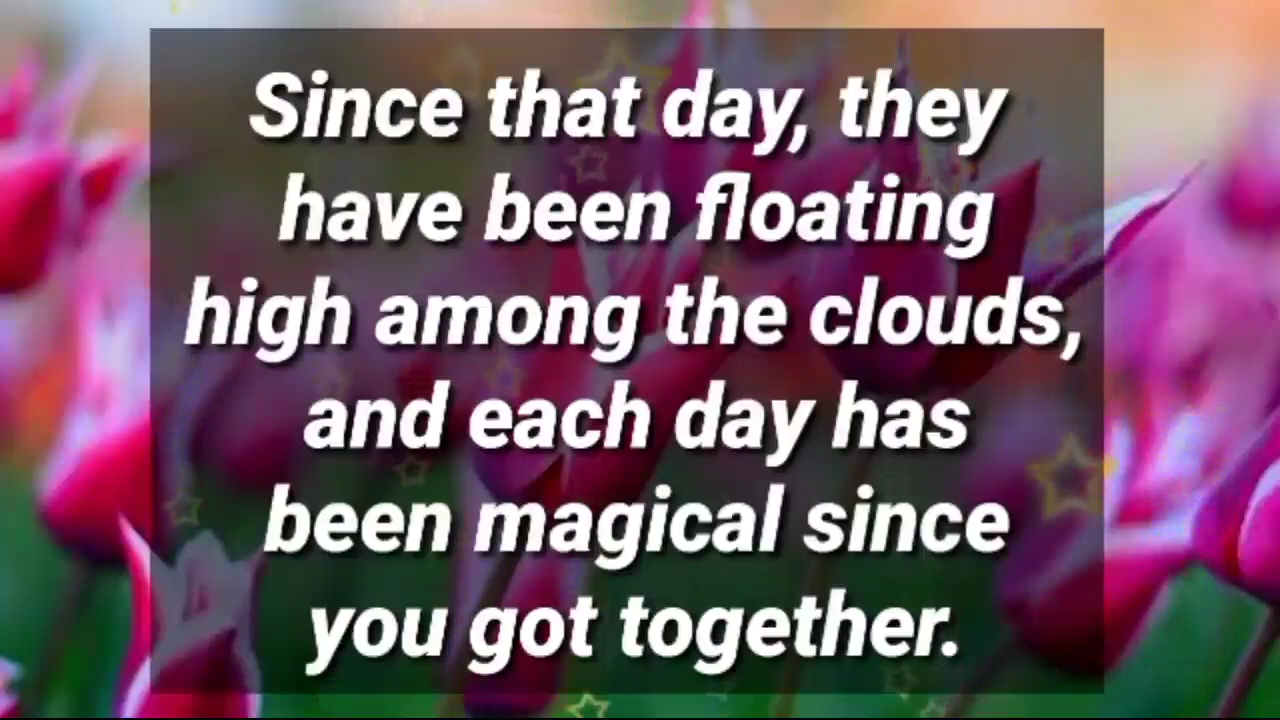 Since that day, they
have been floating
high among the clouds,
and each day has
been magical since
you got together.